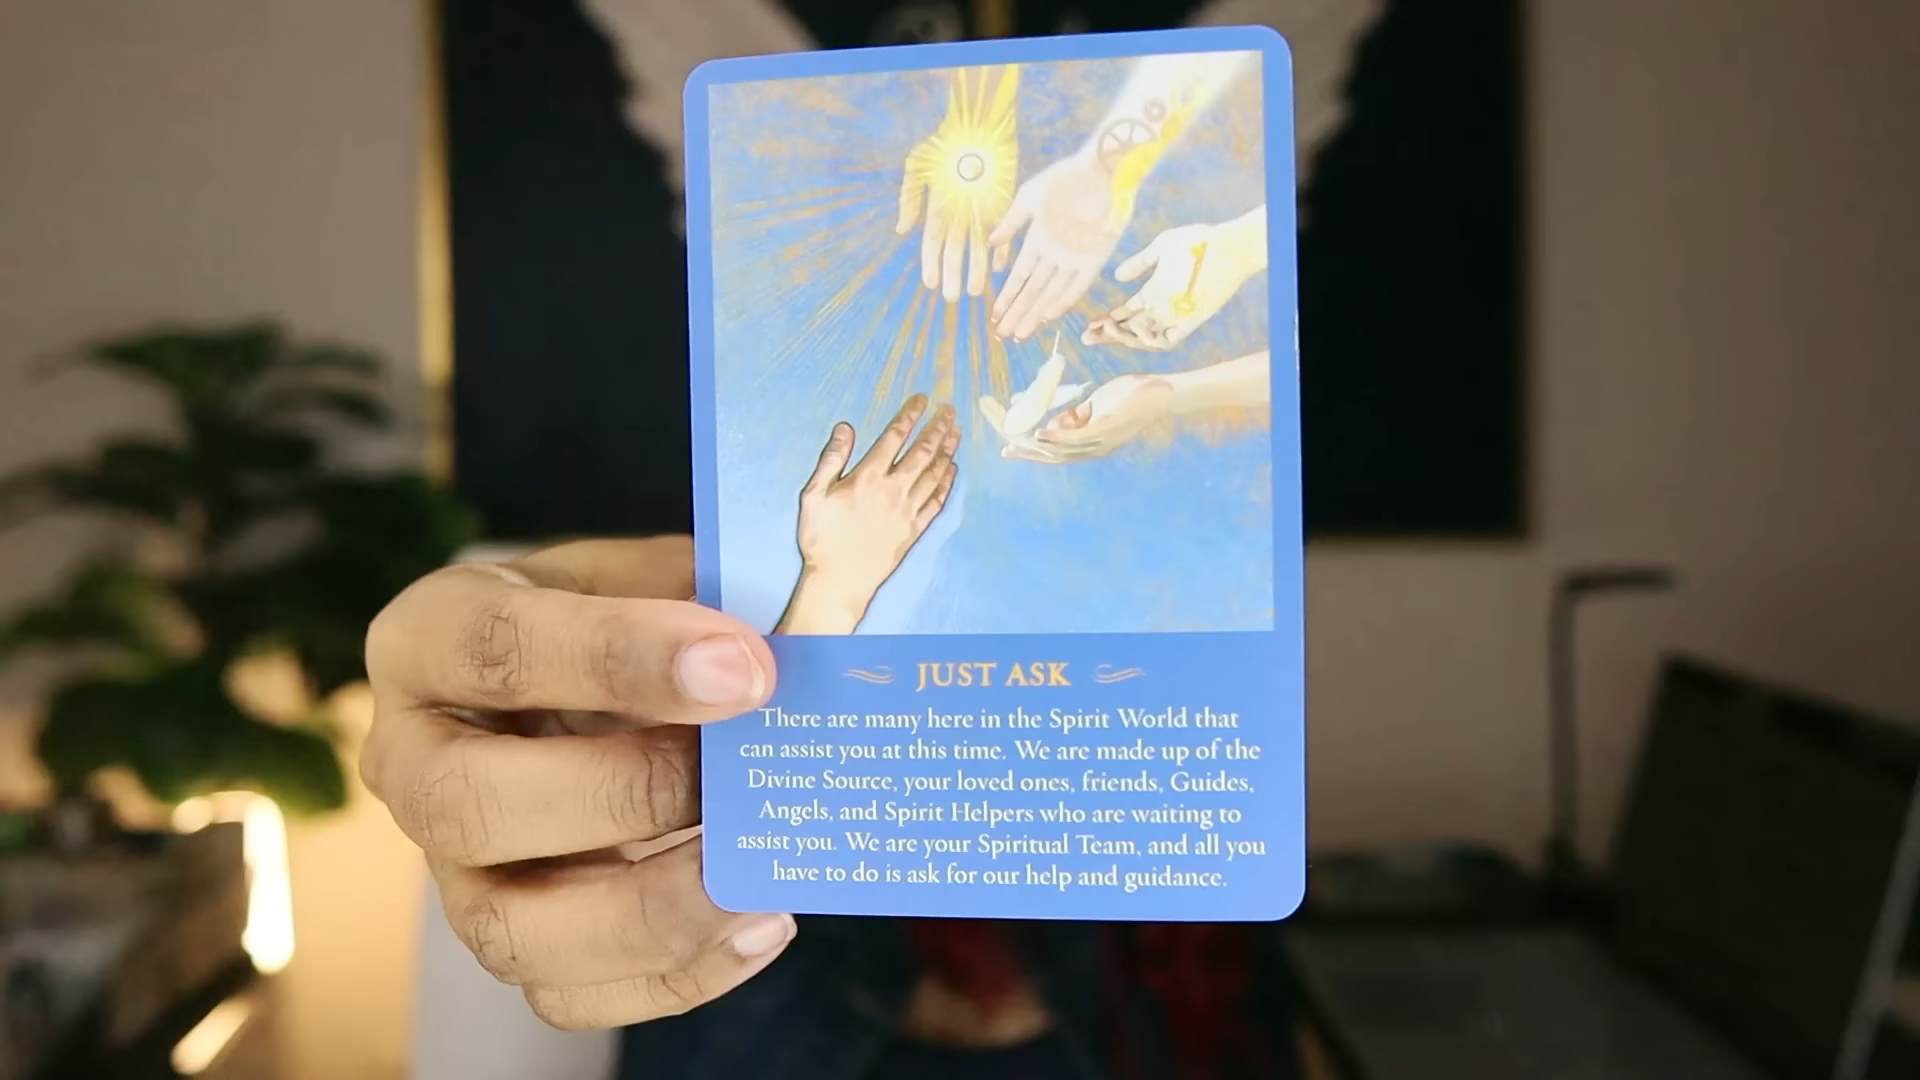 JUST ASK
There are many here in the Spirit World that
can assist you at this time. We are made up of the
Divine Source, your loved ones, friends, Guides,
Angels, and Spirit Helpers who are waiting to
assist you. We are your Spiritual Team, and all you
have to do is ask for our help and guidance.